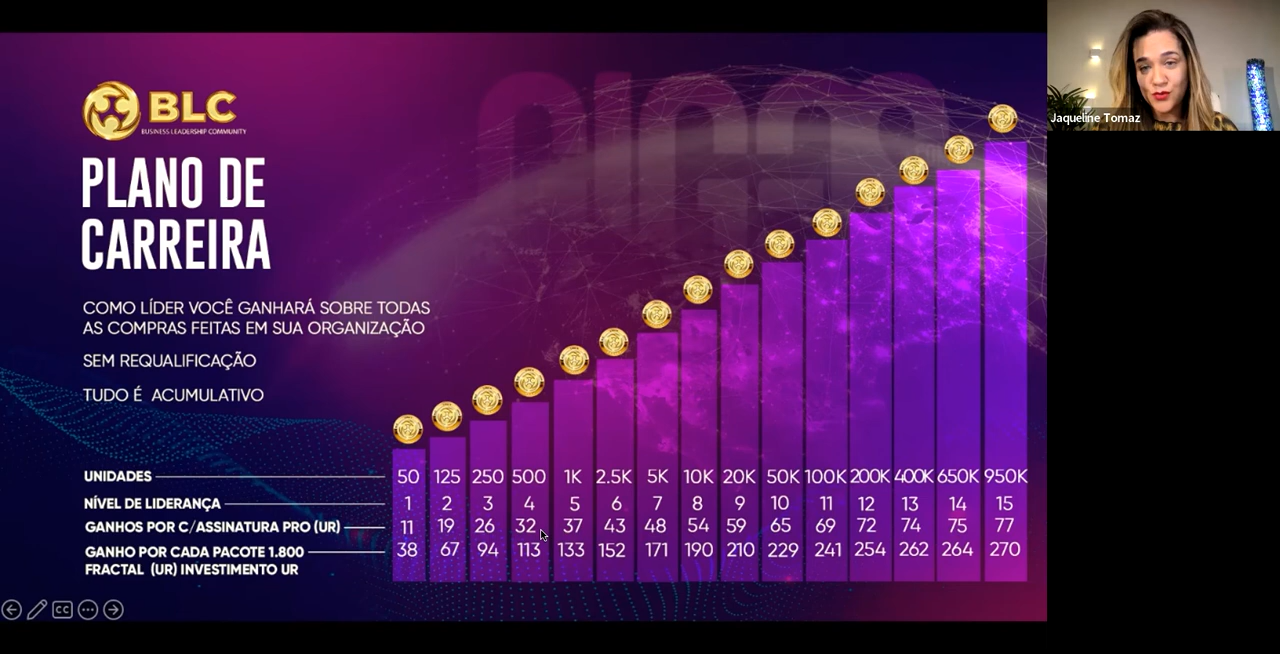 BLC
BUSINESS LEADERSHIP COMMUNITY
PLANO DE
CARREIRA
COMO LÍDER VOCÊ GANHARÁ SOBRE TODAS
AS COMPRAS FEITAS EM SUA ORGANIZAÇÃO
SEM REQUALIFICAÇÃO
TUDO É ACUMULATIVO
UNIDADES 50 125 250 500 1K 2.5K 5K 10K 20K 50K 100K 200K 400K 650K 950K
NÍVEL DE LIDERANÇA 1 2 3 4 5 6 7 8 9 10 11 12 13 14 15
GANHOS POR C/ASSINATURA PRO (UR) 11 19 26 32 37 43 48 54 59 65 69 72 74 75 77
GANHO POR CADA PACOTE 1.800 38 67 94 113 133 152 171 190 210 229 241 254 262 264 270
FRACTAL (UR) INVESTIMENTO UR
CC
Jaqueline Tomaz